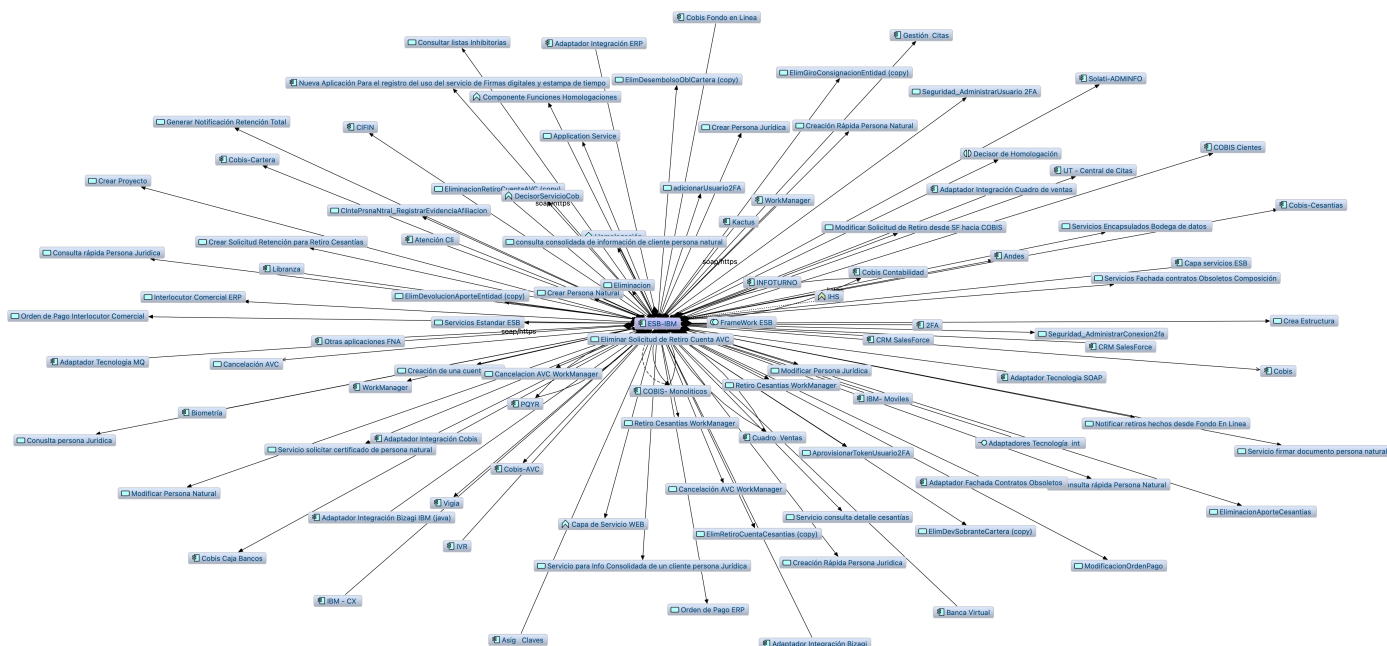 Cobis Fondo en Linea
Gestión Citas
Consultar listas Inhibitorias
Adaptador Integración ERP
ElimGiroConsignacionEntidad (copy)
Solati-ADMINFO
Nueva Aplicación Para el registro del uso del servicio de Firmas digitales y estampa de tiempo
ElimDesembolsoOblCartera (copy)
Seguridad_AdministrarUsuario 2FA
Componente Funciones Homologaciones
Generar Notificación Retención Total
CIFIN
Application Service
Crear Persona Jurídica
Creación Rápida Persona Natural
Cobis-Cartera
Decisor de Homologación
COBIS Cientes
UT - Central de Citas
Crear Proyecto
EliminacionRetiroCuentaAVC (copy)
adicionarUsuario2FA
Adaptador Integración Cuadro de ventas
DecisorServicioCob
soap/https
WorkManager
Cobis-Cesantias
CIntePrsnaNtral_RegistrarEvidenciaAfiliacion
Kactus
Modificar Solicitud de Retiro desde SF hacia COBIS
Servicios Encapsulados Bodega de datos
Crear Solicitud Retención para Retiro Cesantías
Atención Cli
Homologación
consulta consolidada de información de cliente persona natural
Consulta rápida Persona Juridica
Andes
soap/https
Capa servicios ESB
Libranza
Cobis Contabilidad
Servicios Fachada contratos Obsoletos Composición
Eliminacion
INFOTURNO
Interlocutor Comercial ERP
ElimDevolucionAporteEntidad (copy)
Crear Persona Natural
IHS
Orden de Pago Interlocutor Comercial
Servicios Estandar ESB
soap/https
ESB-IBM
FrameWork ESB
2FA
Crea Estructura
Otras aplicaciones FNA
Eliminar Solicitud de Retiro Cuenta AVC
CRM SalesForce
Seguridad_AdministrarConexion2fa
CRM SalesForce
Adaptador Tecnologia MQ
Cancelación AVC
Creación de una cuent
Cancelacion AVC WorkManager
Modificar Persona Jurídica
Adaptador Tecnología SOAP
Cobis
WorkManager
COBIS- Monolíticos
Retiro Cesantias WorkManager
IBM- Moviles
Biometría
PQYR
Retiro Cesantias WorkManager
Notificar retiros hechos desde Fondo En Linea
Conuslta persona Juridica
Adaptador Integración Cobis
Cuadro Ventas
Adaptadores Tecnología int
Servicio solicitar certificado de persona natural
AprovisionarTokenUsuario2FA
Servicio firmar documento persona natural
Cobis-AVC
Adaptador Fachada Contratos Obsoletos
nsulta rápida Persona Natural
Modificar Persona Natural
Cancelación AVC WorkManager
Vigia
EliminacionAporteCesantias
Adaptador Integración Bizagi IBM (java)
Capa de Servicio WEB
Servicio consulta detalle cesantías
ElimRetiroCuentaCesantias (copy)
ElimDevSobranteCartera (copy)
IVR
Cobis Caja Bancos
Servicio para Info Consolidada de un cliente persona Jurídica
Creación Rápida Persona Juridica
ModificacionOrdenPago
IBM - CX
Orden de Pago ERP
Banca Virtual
Asig Claves
Adaptador Integración Bizagi